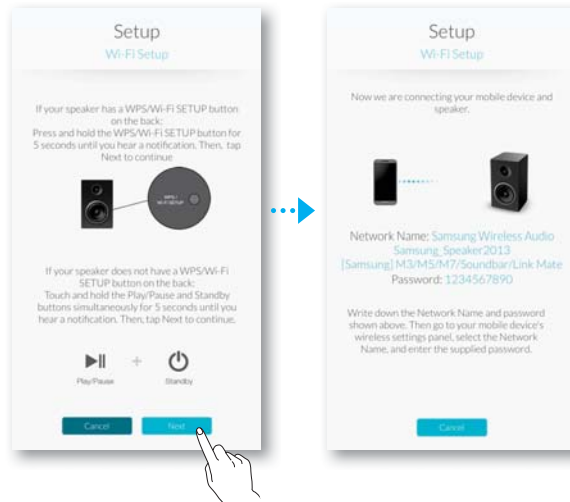 Setup
Wi-Fi Setup
If your speaker has a WPS/Wi-Fi SETUP button
on the back:
Press and hold the WPS/Wi-Fi SETUP button for
5 seconds until you hear a notification. Then, tap
Next to continue
WPS /
Wi-Fi SETUP
If your speaker does not have a WPS/Wi-Fi
SETUP button on the back:
Touch and hold the Play/Pause and Standby
buttons simultaneously for 5 seconds until you
hear a notification. Then, tap Next to continue.
+
Play/Pause
Standby
Cancel
Next
Setup
Wi-Fi Setup
Now we are connecting your mobile device and
speaker.
Network Name: Samsung Wireless Audio
Samsung_Speaker2013
[Samsung] M3/M5/M7/Soundbar/Link Mate
Password: 1234567890
Write down the Network Name and password
shown above. Then go to your mobile device's
wireless settings panel, select the Network
Name, and enter the supplied password.
Cancel